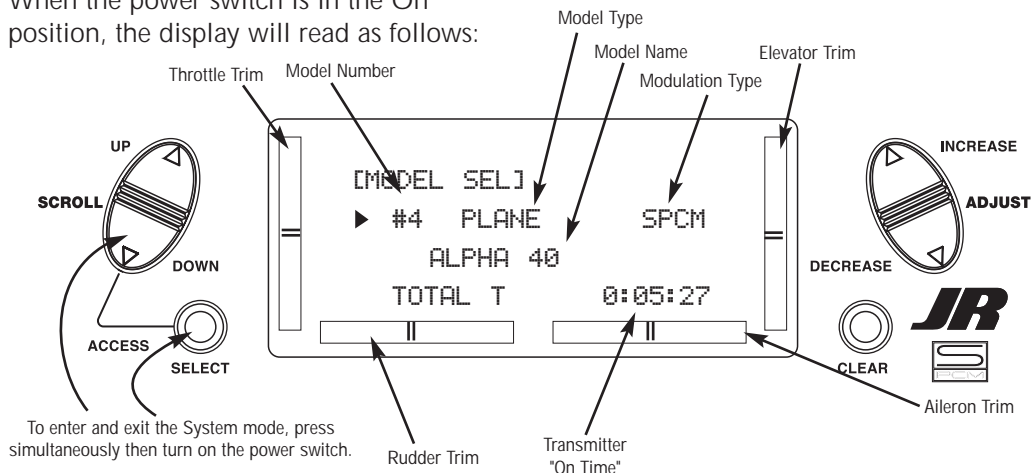 When the power switch is in the On
position, the display will read as follows:
Model Type
Model Name
Elevator Trim
Throttle Trim
Model Number
Modulation Type
UP
SCROLL
DOWN
ACCESS
SELECT
[MODEL SEL]
▶ #4 PLANE SPCM
ALPHA 40
TOTAL T 0:05:27
INCREASE
ADJUST
DECREASE
CLEAR
JR
S
PCM
To enter and exit the System mode, press
simultaneously then turn on the power switch.
Rudder Trim
Transmitter
"On Time"
Aileron Trim